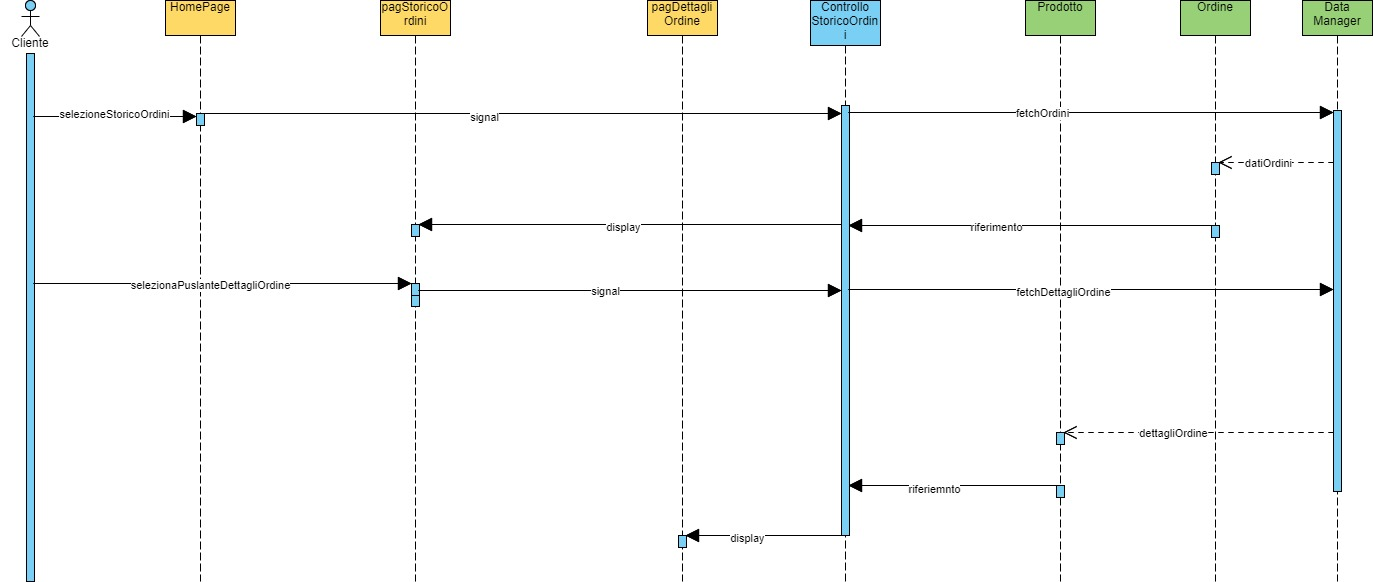 Cliente
HomePage
pagStoricoO
rdini
pagDettagli
Ordine
Controllo
StoricoOrdin
i
Prodotto
Ordine
Data
Manager
selezioneStoricoOrdini
signal
fetchOrdini
datiOrdini
display
riferimento
selezionaPuslanteDettagliOrdine
signal
fetchDettagliOrdine
dettagliOrdine
riferiemnto
display